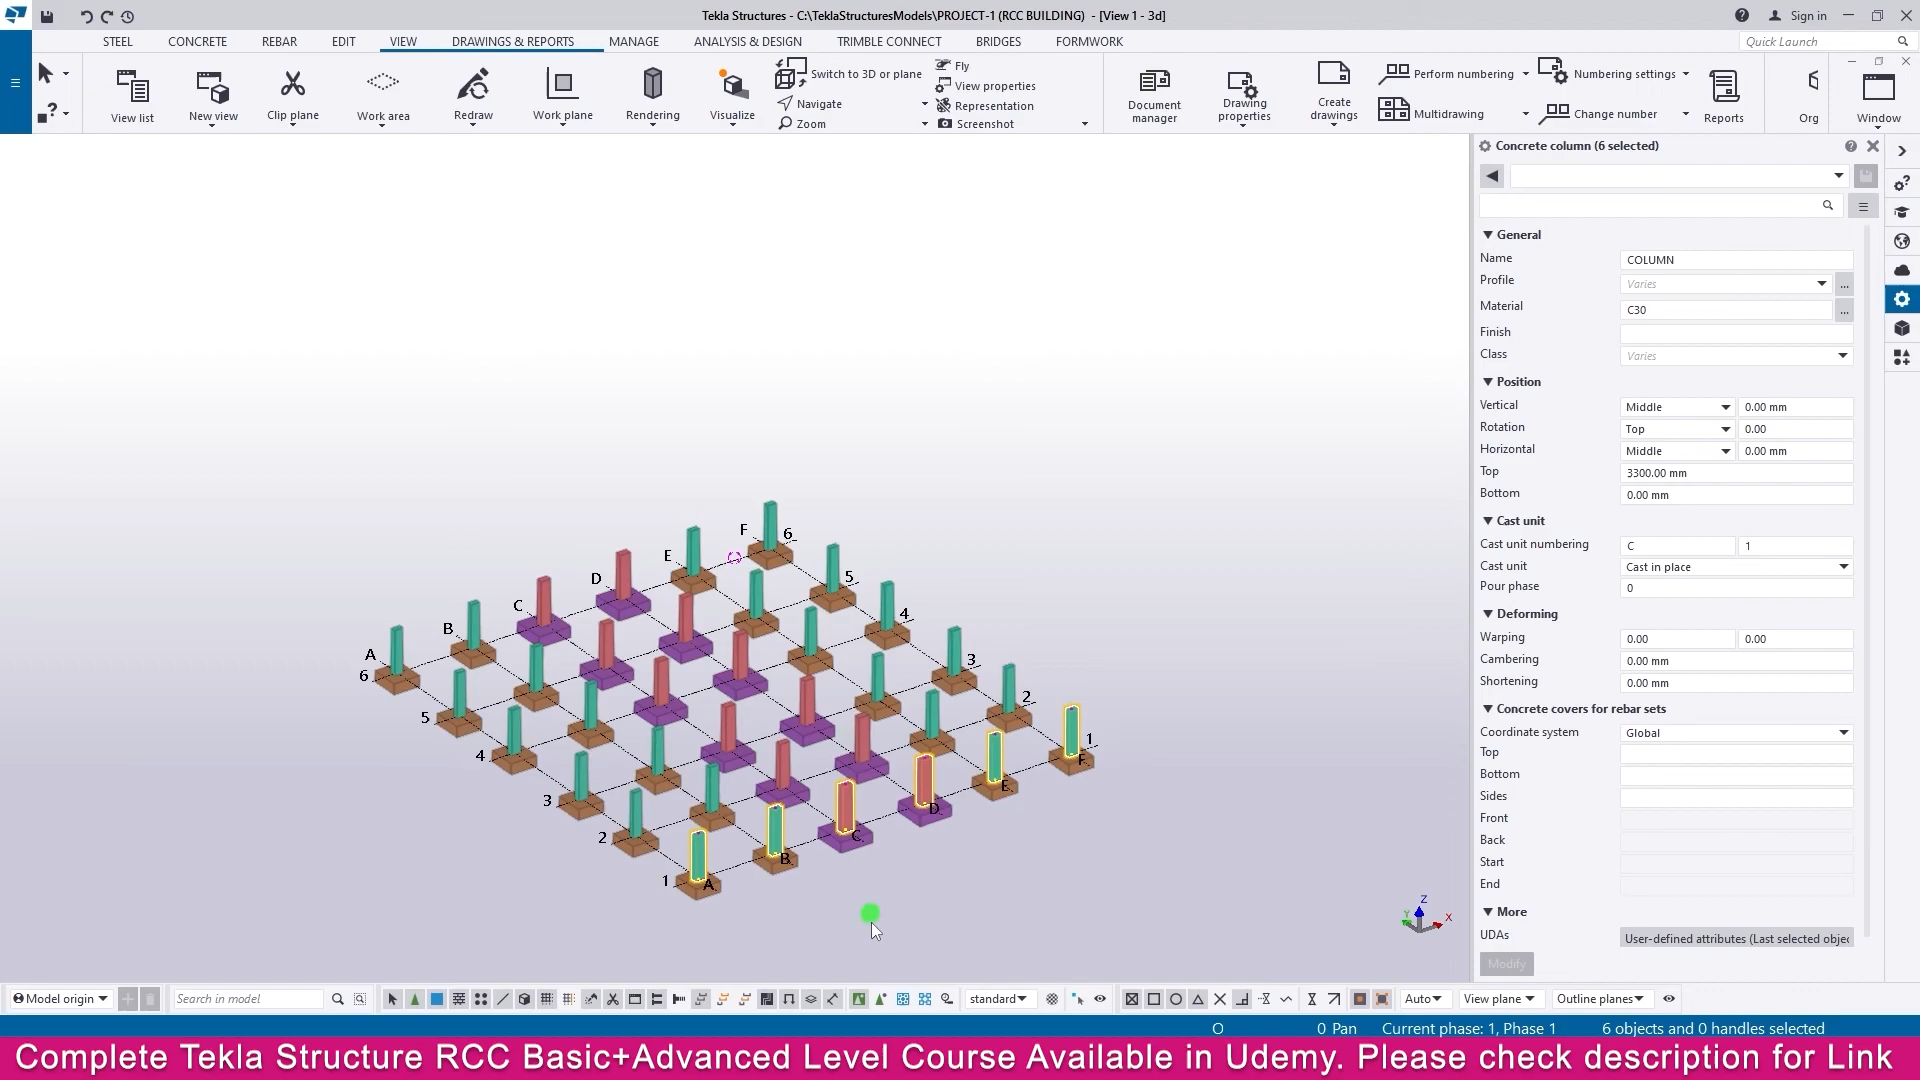 Tekla Structures - C:\TeklaStructuresModels\PROJECT-1 (RCC BUILDING) - [View 1 - 3d]
Sign in
STEEL CONCRETE REBAR EDIT VIEW DRAWINGS & REPORTS MANAGE ANALYSIS & DESIGN TRIMBLE CONNECT BRIDGES FORMWORK
Quick Launch
View list
New view
Clip plane
Work area
Redraw
Work plane
Rendering
Visualize
Switch to 3D or plane
Navigate
Zoom
Fly
View properties
Representation
Screenshot
Document
manager
Drawing
properties
Create
drawings
Perform numbering
Multidrawing
Numbering settings
Change number
Reports
Org
Window
Concrete column (6 selected)
General
Name COLUMN
Profile Varies ...
Material C30 ...
Finish
Class Varies
Position
Vertical Middle 0.00 mm
Rotation Top 0.00
Horizontal Middle 0.00 mm
Top 3300.00 mm
Bottom 0.00 mm
Cast unit
Cast unit numbering C 1
Cast unit Cast in place
Pour phase 0
Deforming
Warping 0.00 0.00
Cambering 0.00 mm
Shortening 0.00 mm
Concrete covers for rebar sets
Coordinate system Global
Top
Bottom
Sides
Front
Back
Start
End
More
UDAs User-defined attributes (Last selected objec
Modify
F 6
E
D 5
C
B 4
A
6 3
5 2
4 1
F
3 E
D
2 C
B
1 A
Z
Y X
Model origin
Search in model
standard
Auto
View plane
Outline planes
O 0 Pan Current phase: 1, Phase 1 6 objects and 0 handles selected
Complete Tekla Structure RCC Basic+Advanced Level Course Available in Udemy. Please check description for Link